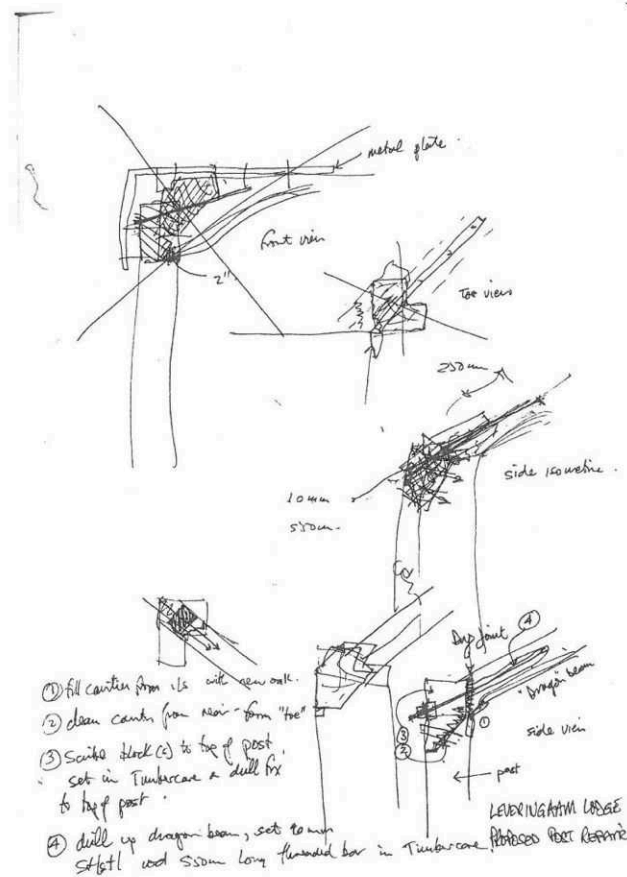 metal plate.
front view
2"
Toe view
250mm
side isometric.
10mm
550mm.
Dry joint
④
Dragon beam
①
side view
③
②
post
① fill cavities from i/s with new oak.
② clean cavity from rear - form "toe"
③ Scribe block(s) to top of post,
set in Timbercare & drill fix
to top of post.
④ drill up dragon beam, set 10mm
st/stl rod 550mm long threaded bar in Timbercare.
LEVERINGHAM LODGE
PROPOSED POST REPAIR